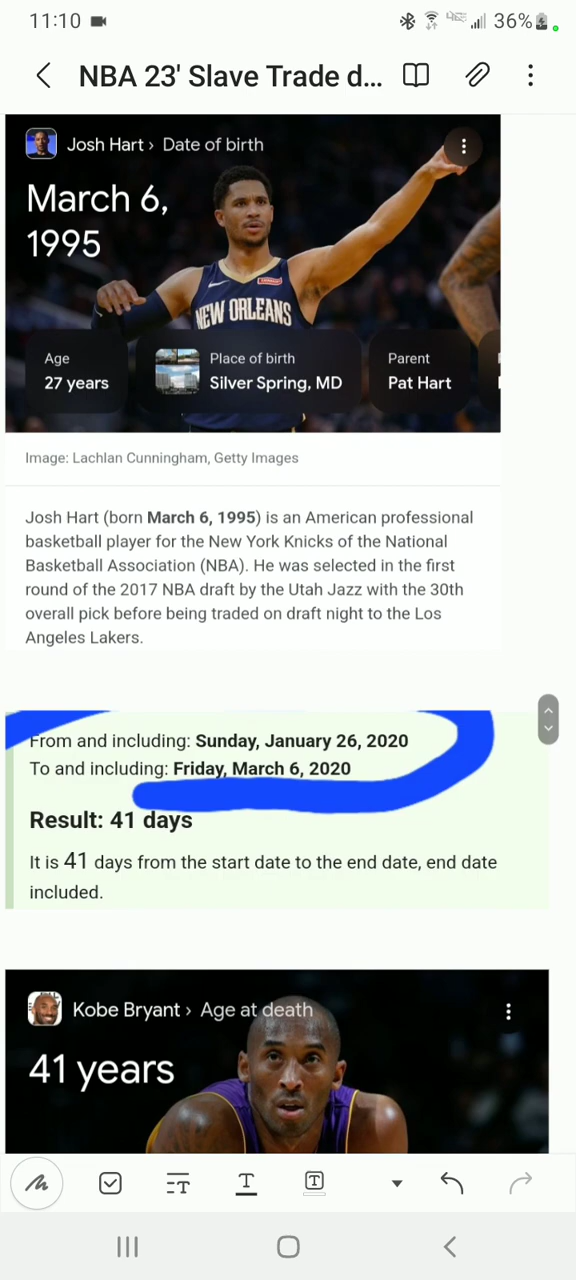 11:10
36%
NBA 23' Slave Trade d...
Josh Hart › Date of birth
March 6,
1995
NEW ORLEANS
Age
27 years
Place of birth
Silver Spring, MD
Parent
Pat Hart
Image: Lachlan Cunningham, Getty Images
Josh Hart (born March 6, 1995) is an American professional
basketball player for the New York Knicks of the National
Basketball Association (NBA). He was selected in the first
round of the 2017 NBA draft by the Utah Jazz with the 30th
overall pick before being traded on draft night to the Los
Angeles Lakers.
From and including: Sunday, January 26, 2020
To and including: Friday, March 6, 2020
Result: 41 days
It is 41 days from the start date to the end date, end date
included.
Kobe Bryant › Age at death
41 years